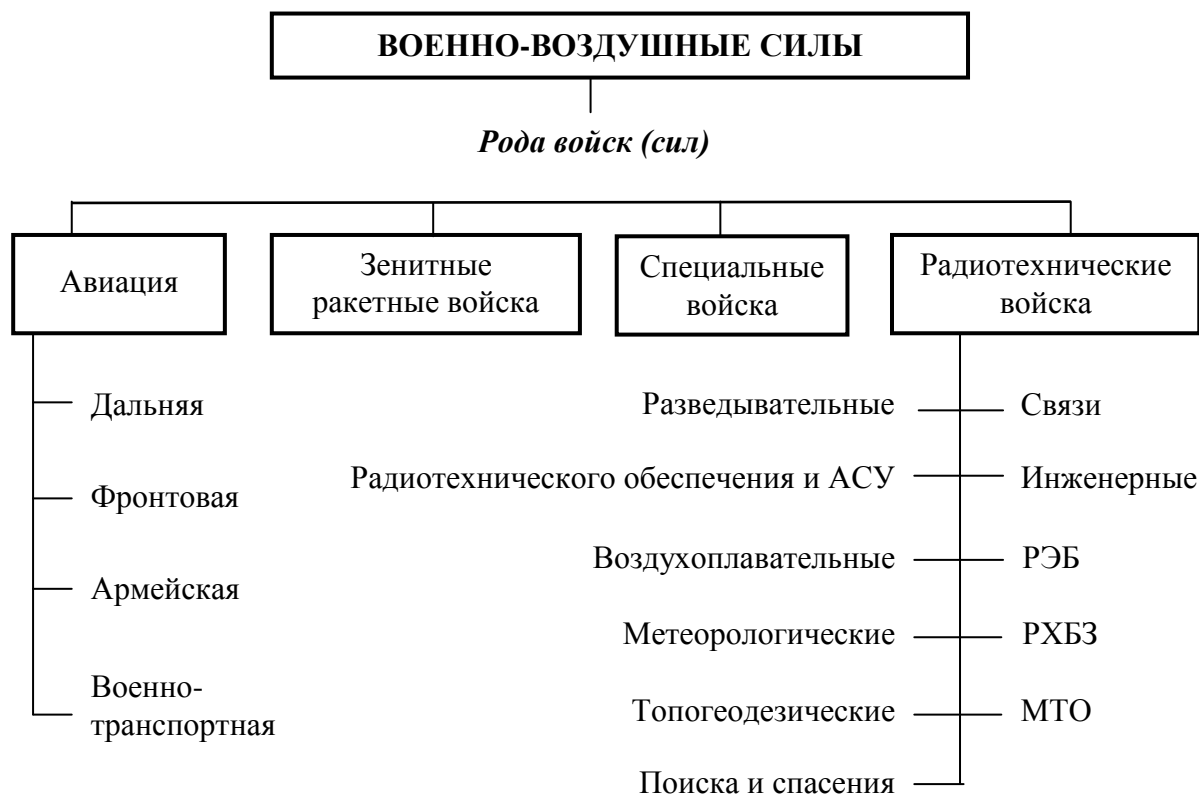 ВОЕННО-ВОЗДУШНЫЕ СИЛЫ
Рода войск (сил)
Авиация
Зенитные
ракетные войска
Специальные
войска
Радиотехнические
войска
Дальняя
Фронтовая
Армейская
Военно-
транспортная
Разведывательные
Связи
Радиотехнического обеспечения и АСУ
Инженерные
Воздухоплавательные
РЭБ
Метеорологические
РХБЗ
Топогеодезические
МТО
Поиска и спасения